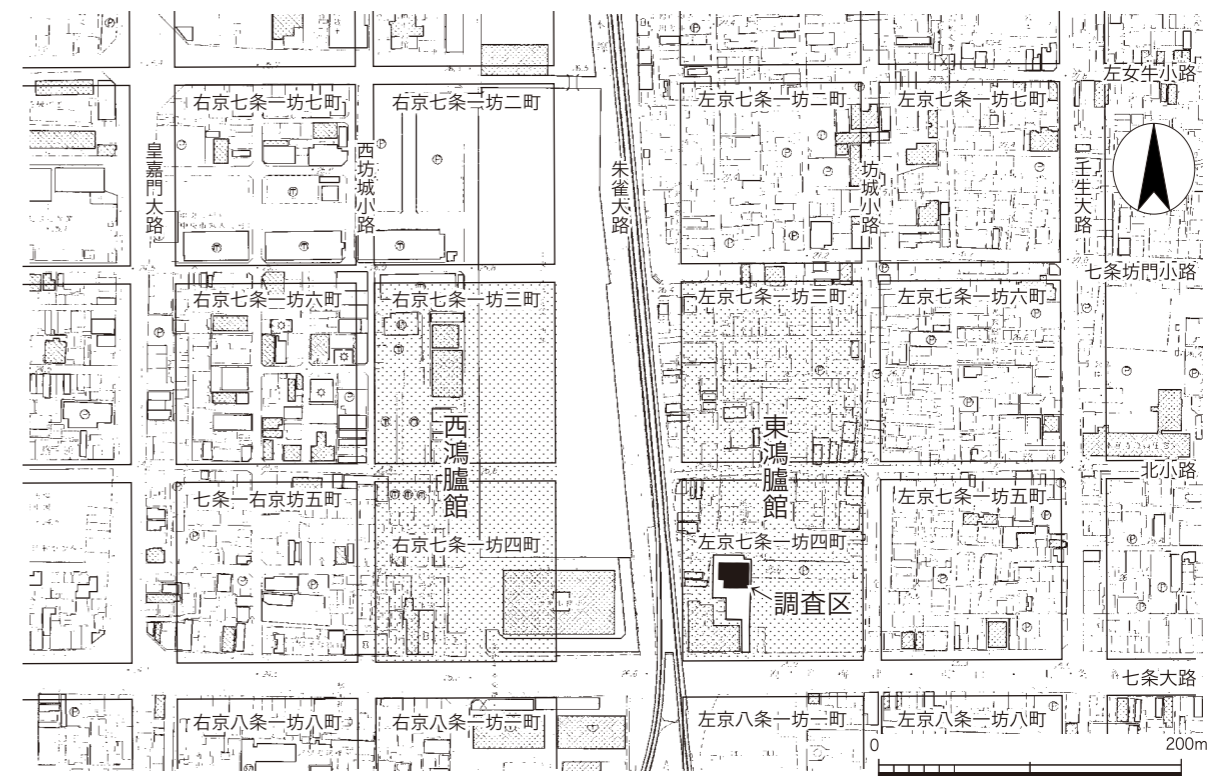 左女牛小路
右京七条一坊七町
右京七条一坊二町
左京七条一坊二町
左京七条一坊七町
皇嘉門大路
西坊城小路
朱雀大路
坊城小路
壬生大路
七条坊門小路
右京七条一坊六町
右京七条一坊三町
左京七条一坊三町
左京七条一坊六町
西鴻臚館
東鴻臚館
北小路
七条一右京坊五町
右京七条一坊四町
左京七条一坊四町
左京七条一坊五町
調査区
七条大路
右京八条一坊八町
左京八条一坊一町
左京八条一坊八町
0
200m